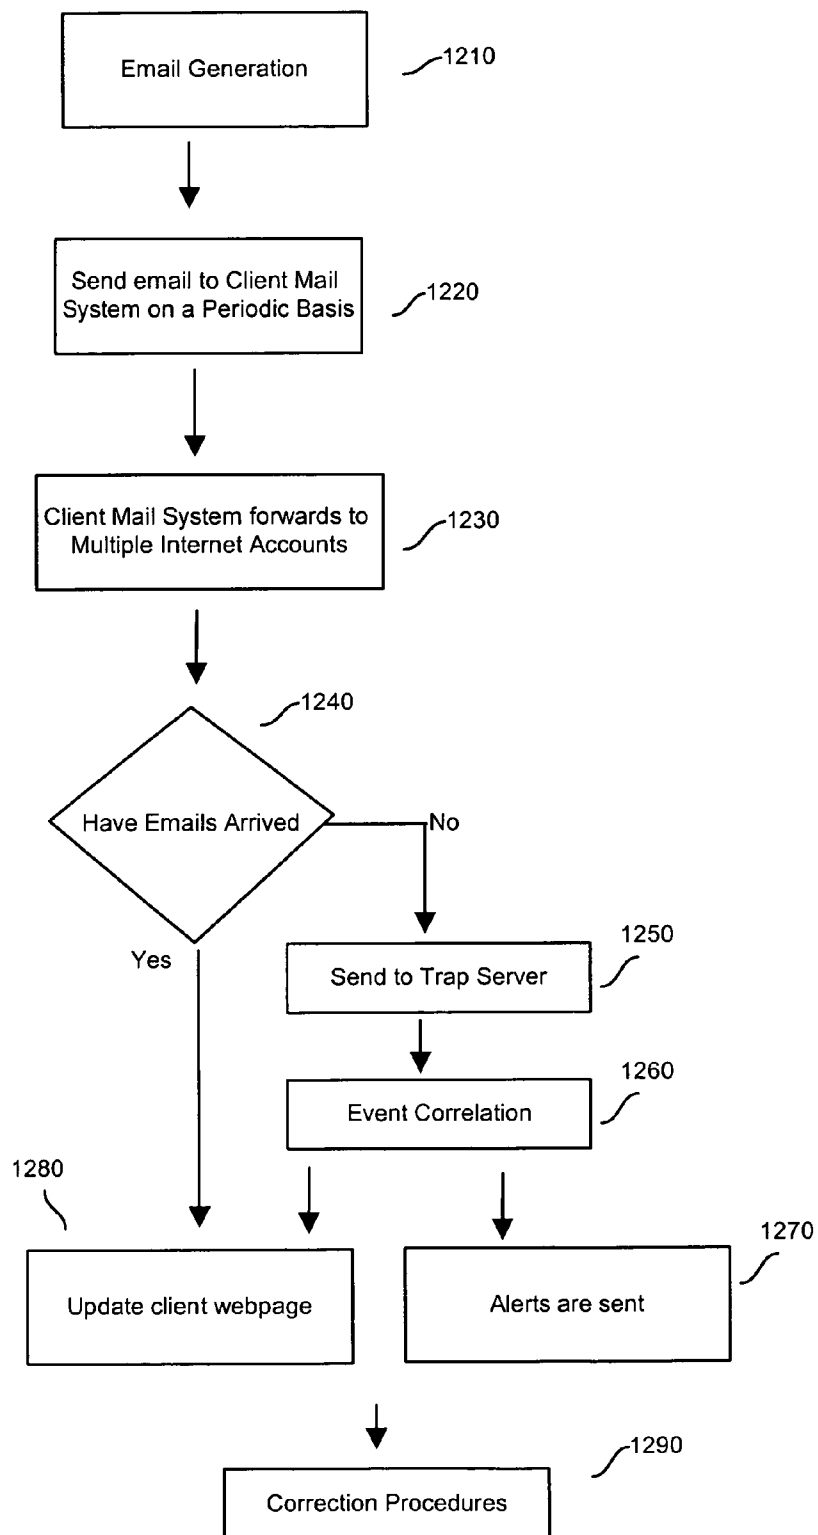 Email Generation
1210
Send email to Client Mail
System on a Periodic Basis
1220
Client Mail System forwards to
Multiple Internet Accounts
1230
1240
Have Emails Arrived
No
Yes
1250
Send to Trap Server
1260
Event Correlation
1280
Update client webpage
1270
Alerts are sent
1290
Correction Procedures